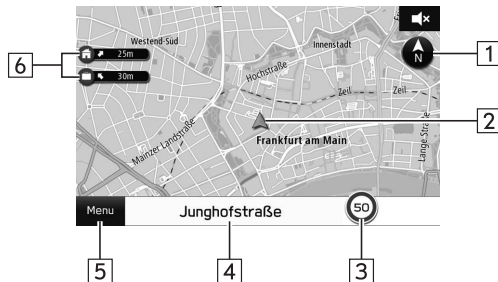 Westend-Süd
Innenstadt
6
25m
30m
N
1
Hochstraße
Zeil
Zeil
2
Mainzer Landstraße
Frankfurt am Main
Lange Straße
Menu
Junghofstraße
50
5
4
3